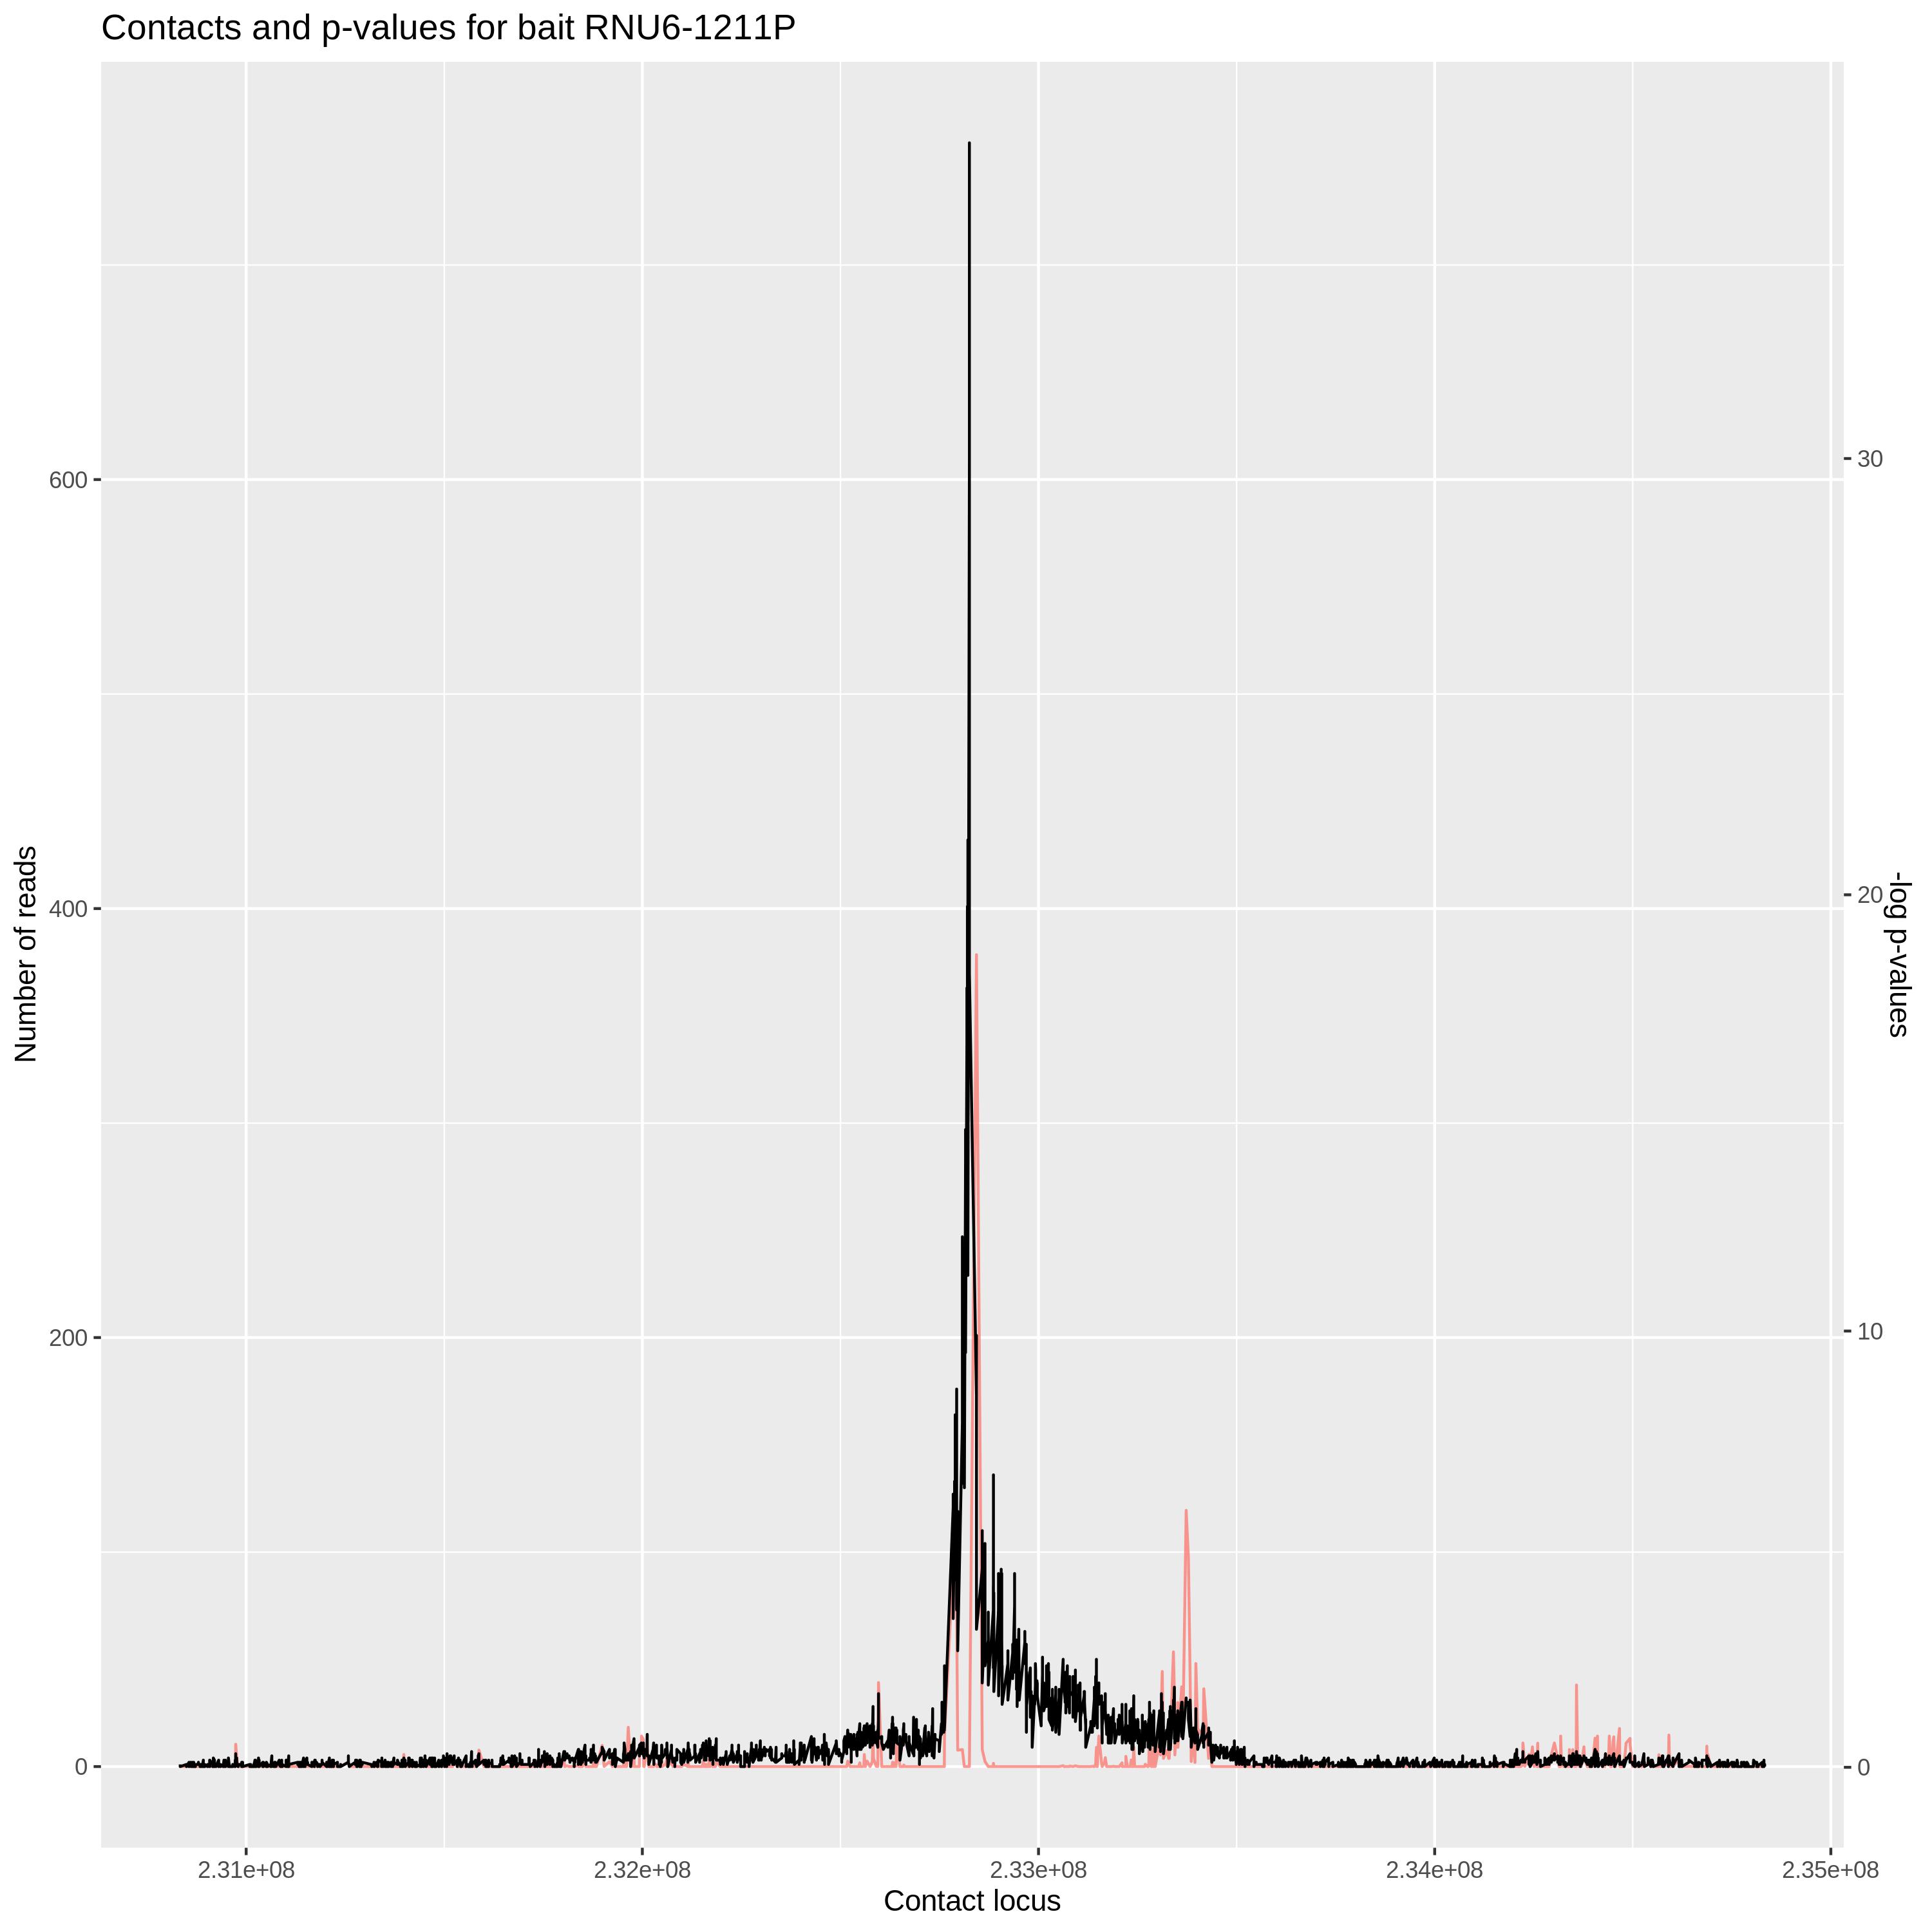 Contacts and p-values for bait RNU6-1211P
Number of reads
600
400
200
0
30
20
10
0
-log p-values
2.31e+08
2.32e+08
2.33e+08
2.34e+08
2.35e+08
Contact locus